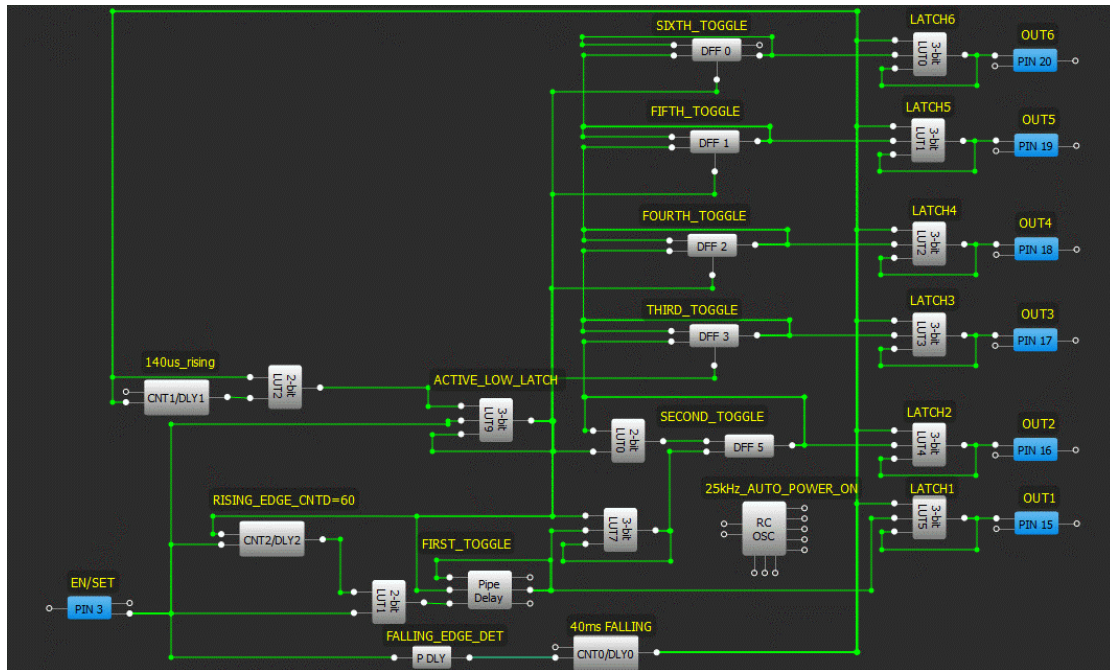 SIXTH_TOGGLE
DFF 0
LATCH6
3-bit
LUT0
OUT6
PIN 20
FIFTH_TOGGLE
DFF 1
LATCH5
3-bit
LUT1
OUT5
PIN 19
FOURTH_TOGGLE
DFF 2
LATCH4
3-bit
LUT2
OUT4
PIN 18
THIRD_TOGGLE
DFF 3
LATCH3
3-bit
LUT3
OUT3
PIN 17
140us_rising
CNT1/DLY1
2-bit
LUT2
ACTIVE_LOW_LATCH
3-bit
LUT9
2-bit
LUT0
SECOND_TOGGLE
DFF 5
LATCH2
3-bit
LUT4
OUT2
PIN 16
RISING_EDGE_CNTD=60
CNT2/DLY2
3-bit
LUT7
25kHz_AUTO_POWER_ON
RC
OSC
LATCH1
3-bit
LUT5
OUT1
PIN 15
FIRST_TOGGLE
Pipe
Delay
EN/SET
PIN 3
2-bit
LUT1
FALLING_EDGE_DET
P DLY
40ms FALLING
CNT0/DLY0